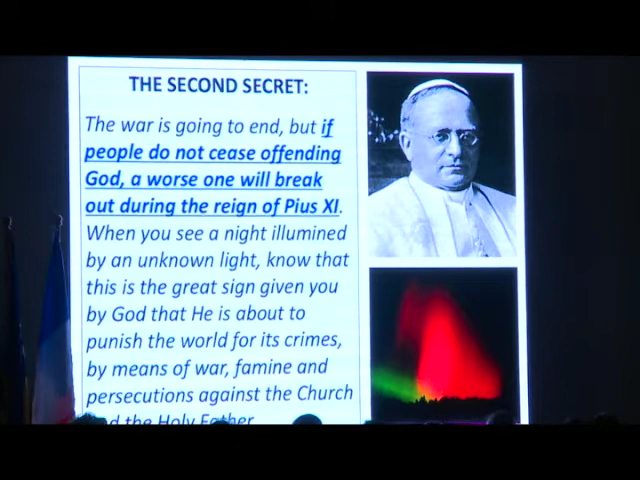 THE SECOND SECRET:
The war is going to end, but if
people do not cease offending
God, a worse one will break
out during the reign of Pius XI.
When you see a night illumined
by an unknown light, know that
this is the great sign given you
by God that He is about to
punish the world for its crimes,
by means of war, famine and
persecutions against the Church
and the Holy Father